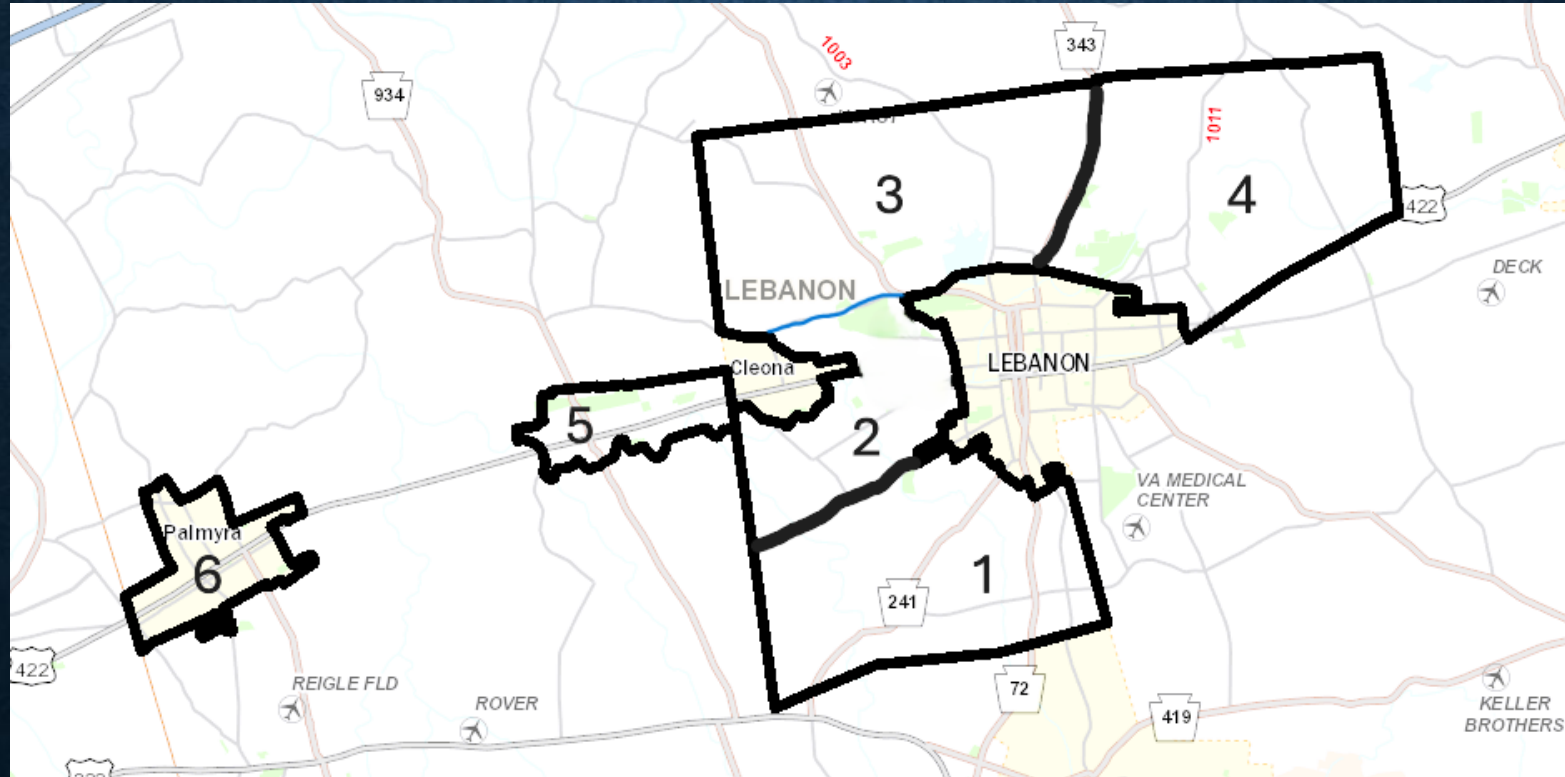 1003
343
934
1011
3
4
422
LEBANON
DECK
Cleona
LEBANON
5
2
VA MEDICAL
CENTER
Palmyra
6
1
241
422
REIGLE FLD
ROVER
72
419
KELLER
BROTHERS